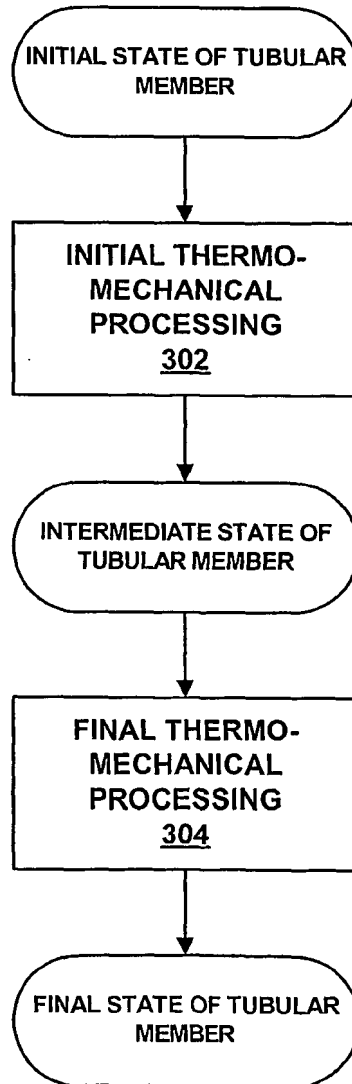 INITIAL STATE OF TUBULAR
MEMBER
INITIAL THERMO-
MECHANICAL
PROCESSING
302
INTERMEDIATE STATE OF
TUBULAR MEMBER
FINAL THERMO-
MECHANICAL
PROCESSING
304
FINAL STATE OF TUBULAR
MEMBER